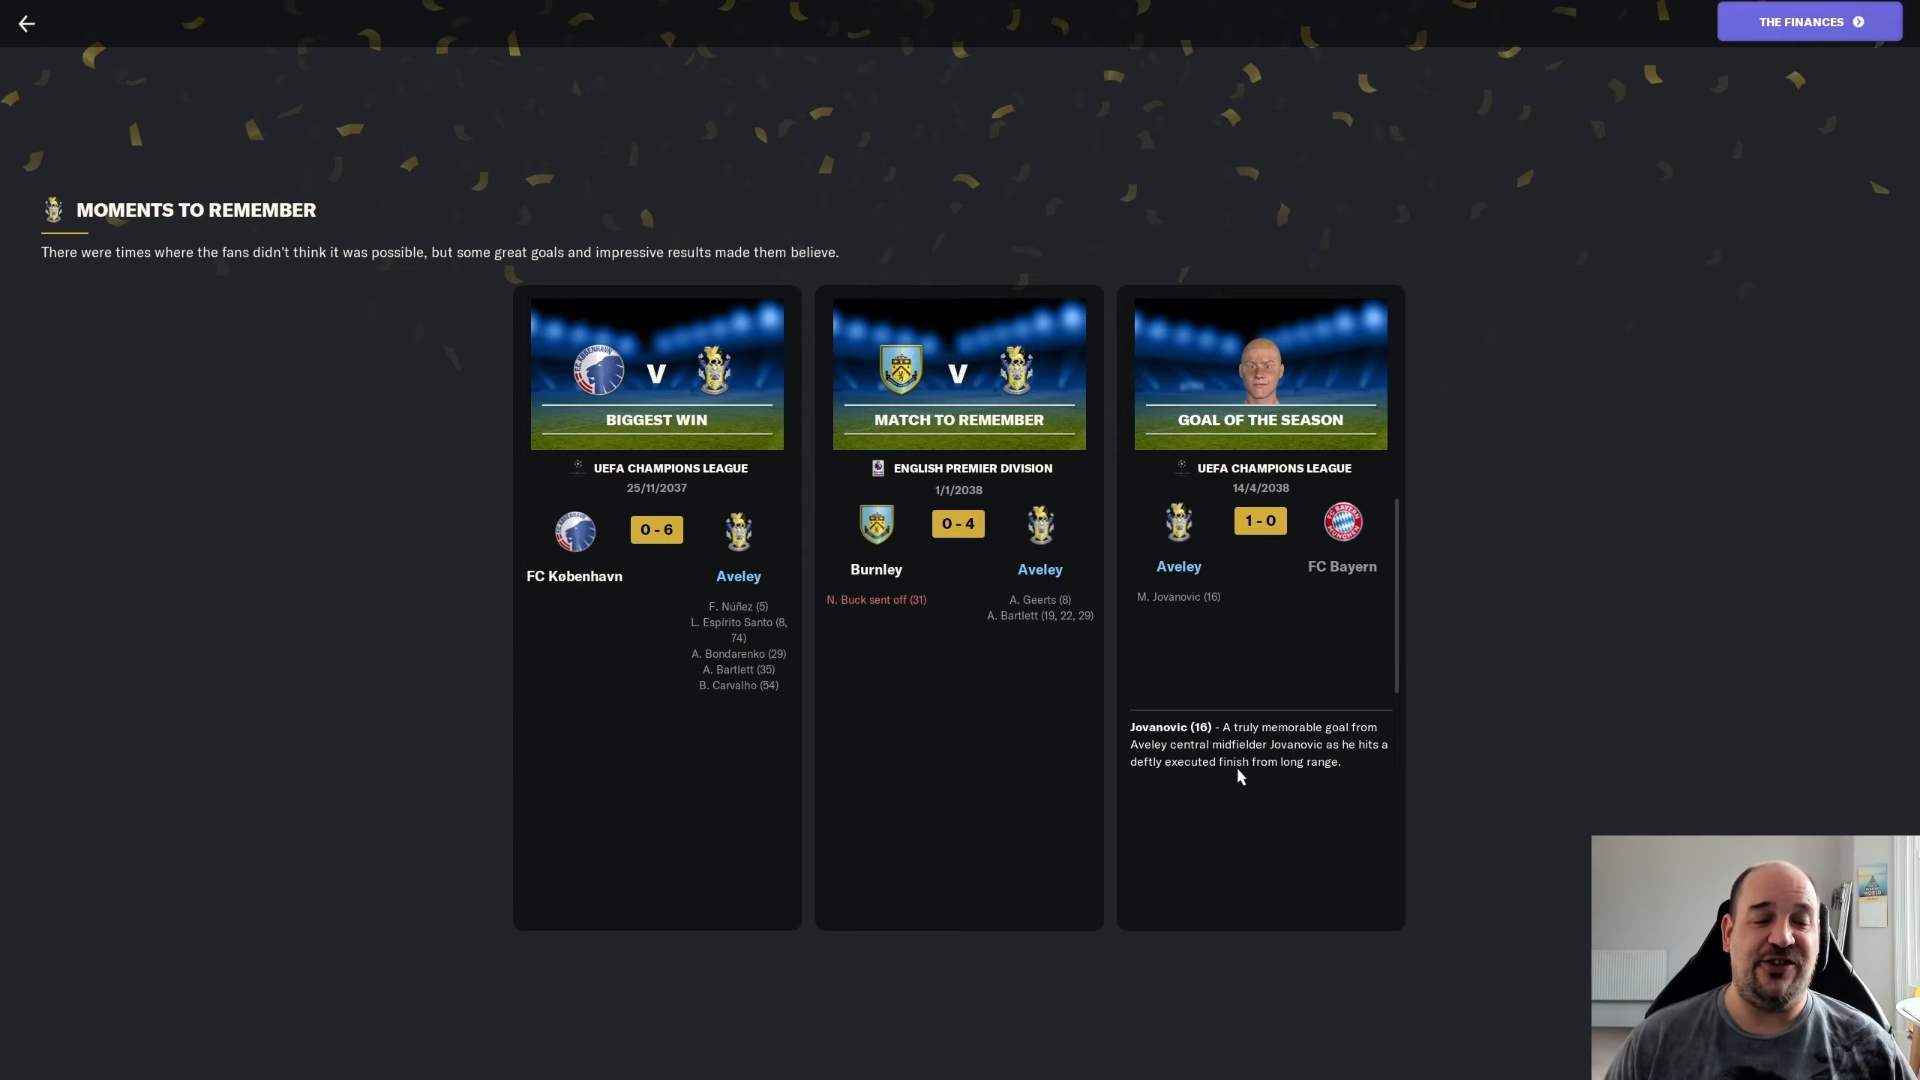 THE FINANCES
MOMENTS TO REMEMBER
There were times where the fans didn't think it was possible, but some great goals and impressive results made them believe.
V
BIGGEST WIN
UEFA CHAMPIONS LEAGUE
25/11/2037
0 - 6
FC København
Aveley
F. Núñez (5)
L. Espírito Santo (8,
74)
A. Bondarenko (29)
A. Bartlett (35)
B. Carvalho (54)
V
MATCH TO REMEMBER
ENGLISH PREMIER DIVISION
1/1/2038
0 - 4
Burnley
Aveley
N. Buck sent off (31)
A. Geerts (8)
A. Bartlett (19, 22, 29)
GOAL OF THE SEASON
UEFA CHAMPIONS LEAGUE
14/4/2038
1 - 0
Aveley
FC Bayern
M. Jovanovic (16)
Jovanovic (16) - A truly memorable goal from
Aveley central midfielder Jovanovic as he hits a
deftly executed finish from long range.